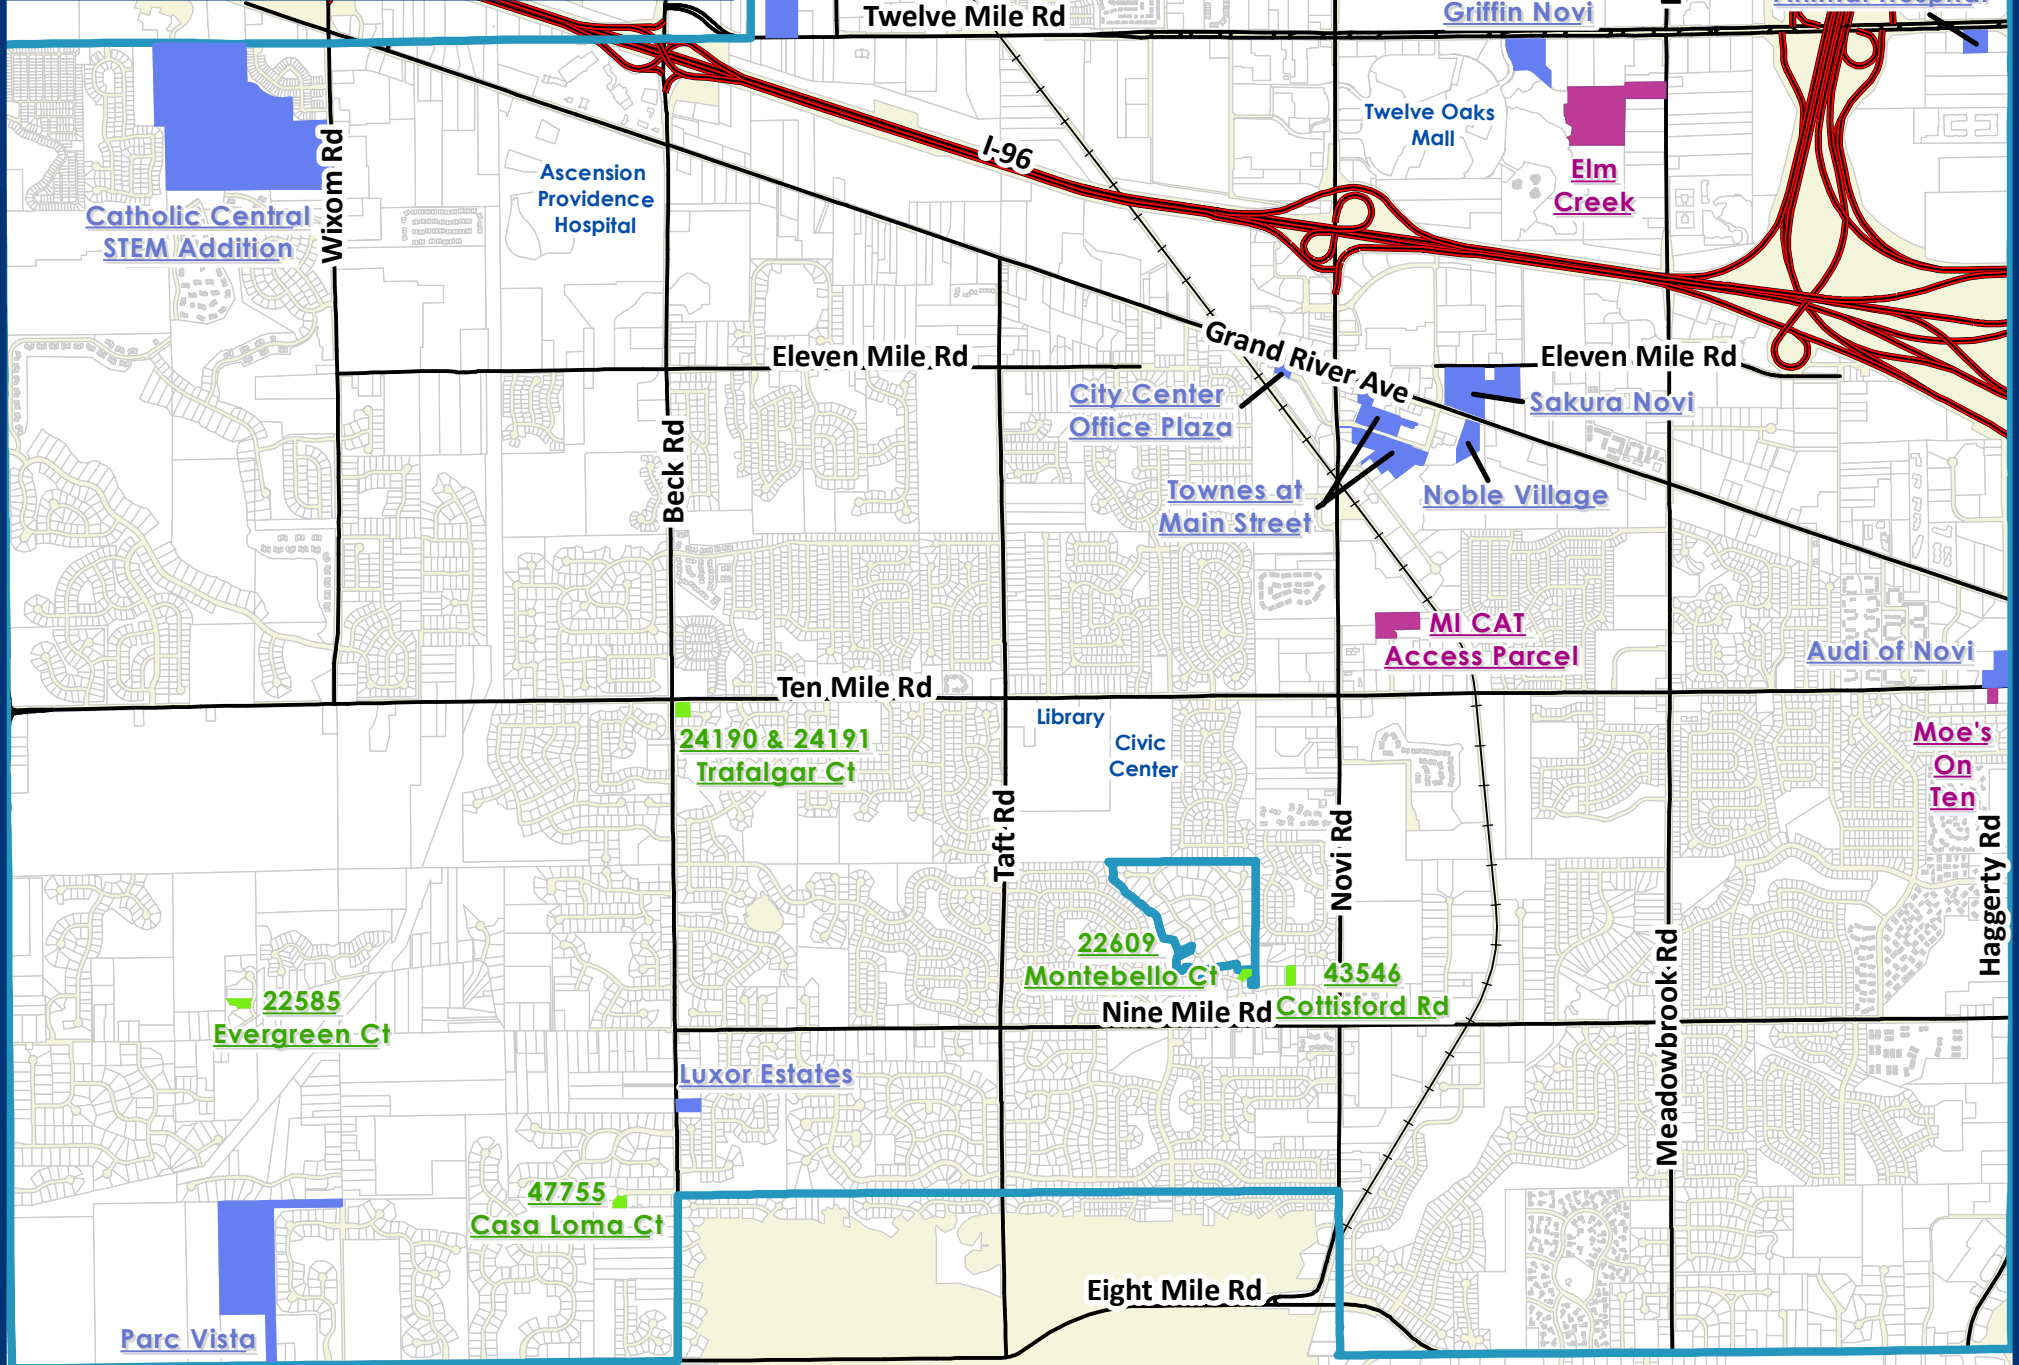 Twelve Mile Rd
Griffin Novi
Animal Hospital
Twelve Oaks
Mall
I-96
Wixom Rd
Ascension
Providence
Hospital
Elm
Creek
Catholic Central
STEM Addition
Grand River Ave
Eleven Mile Rd
Eleven Mile Rd
City Center
Office Plaza
Sakura Novi
Beck Rd
Townes at
Main Street
Noble Village
MI CAT
Access Parcel
Audi of Novi
Ten Mile Rd
Library
Civic
Center
24190 & 24191
Trafalgar Ct
Moe's
On
Ten
Taft Rd
Novi Rd
Haggerty Rd
22609
Montebello Ct
43546
Cottisford Rd
22585
Evergreen Ct
Nine Mile Rd
Meadowbrook Rd
Luxor Estates
47755
Casa Loma Ct
Eight Mile Rd
Parc Vista